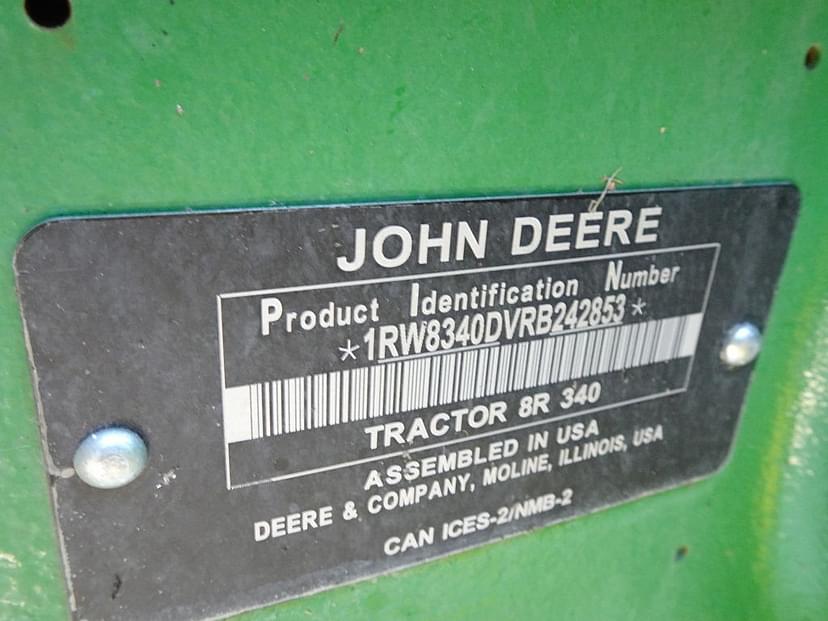 JOHN DEERE
Product Identification Number
*1RW8340DVRB242853*
TRACTOR 8R 340
ASSEMBLED IN USA
DEERE & COMPANY, MOLINE, ILLINOIS, USA
CAN ICES-2/NMB-2